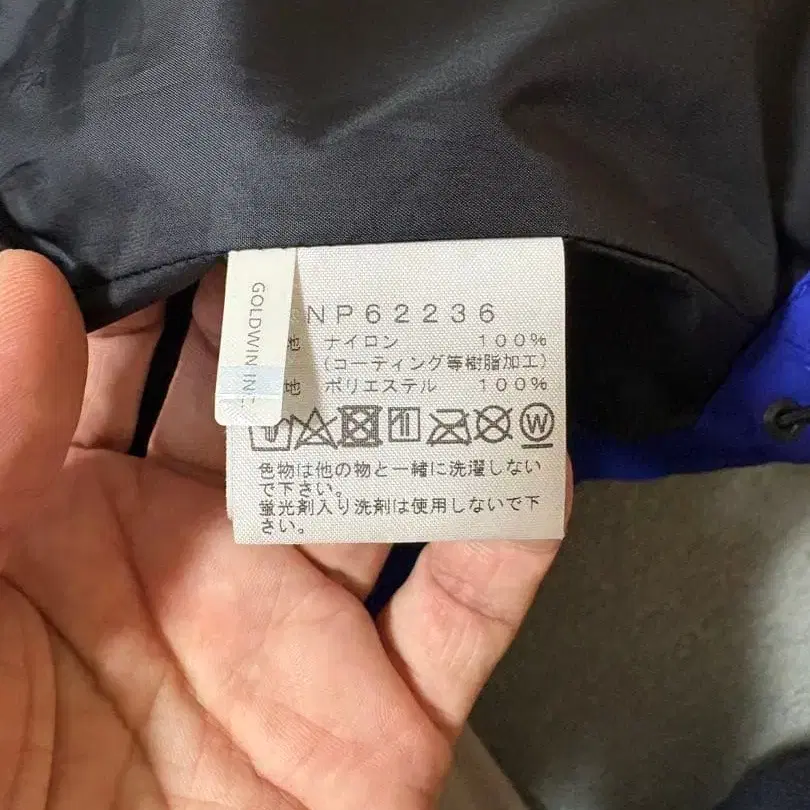 GOLDWIN INC.
NP62236
地 ナイロン 100%
(コーティング等樹脂加工)
地 ポリエステル 100%
W
色物は他の物と一緒に洗濯しない
で下さい。
蛍光剤入り洗剤は使用しないで下
さい。